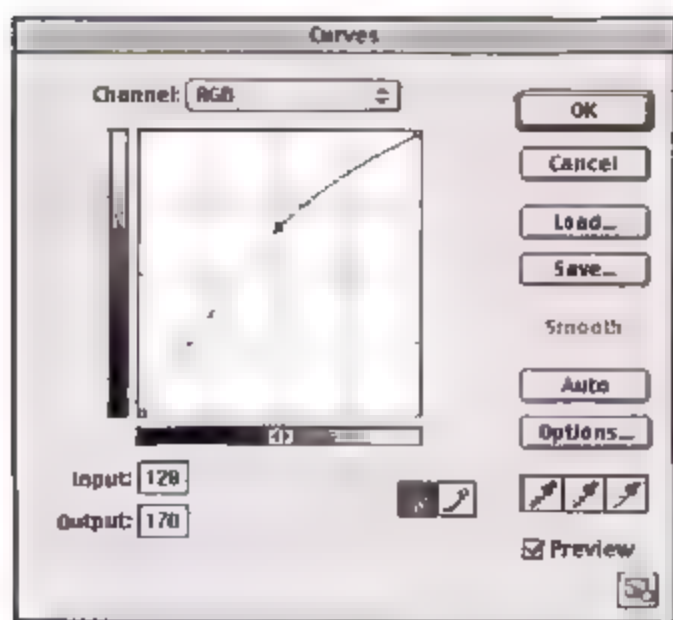 Curves
Channel: RGB
OK
Cancel
Load...
Save...
Smooth
Auto
Options...
Input: 128
Output: 170
Preview